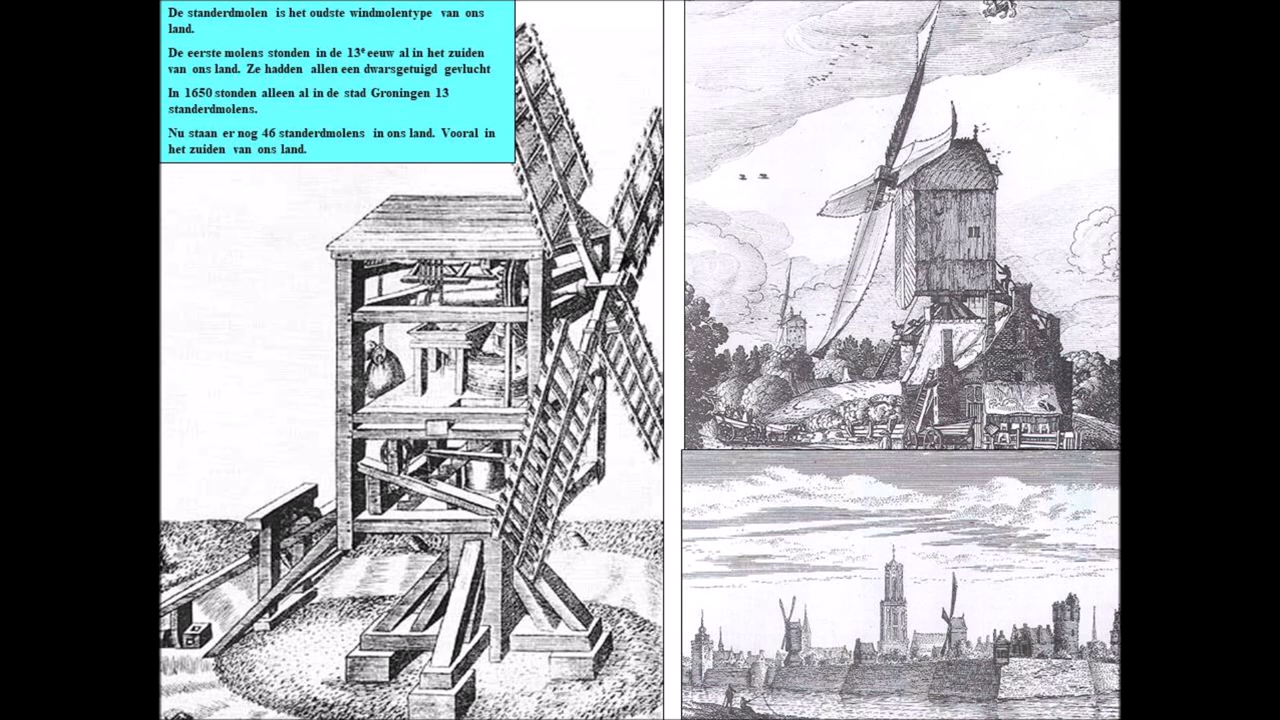 De standerdmolen is het oudste windmolentype van ons
land.
De eerste molens stonden in de 13ᵉ eeuw al in het zuiden
van ons land. Ze hadden allen een dwarsgetuigd gevlucht
In 1650 stonden alleen al in de stad Groningen 13
standerdmolens.
Nu staan er nog 46 standerdmolens in ons land. Vooral in
het zuiden van ons land.